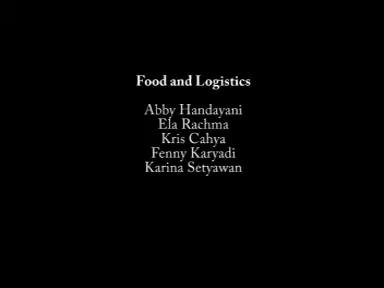 Food and Logistics
Abby Handayani
Ela Rachma
Kris Cahya
Fenny Karyadi
Karina Setyawan